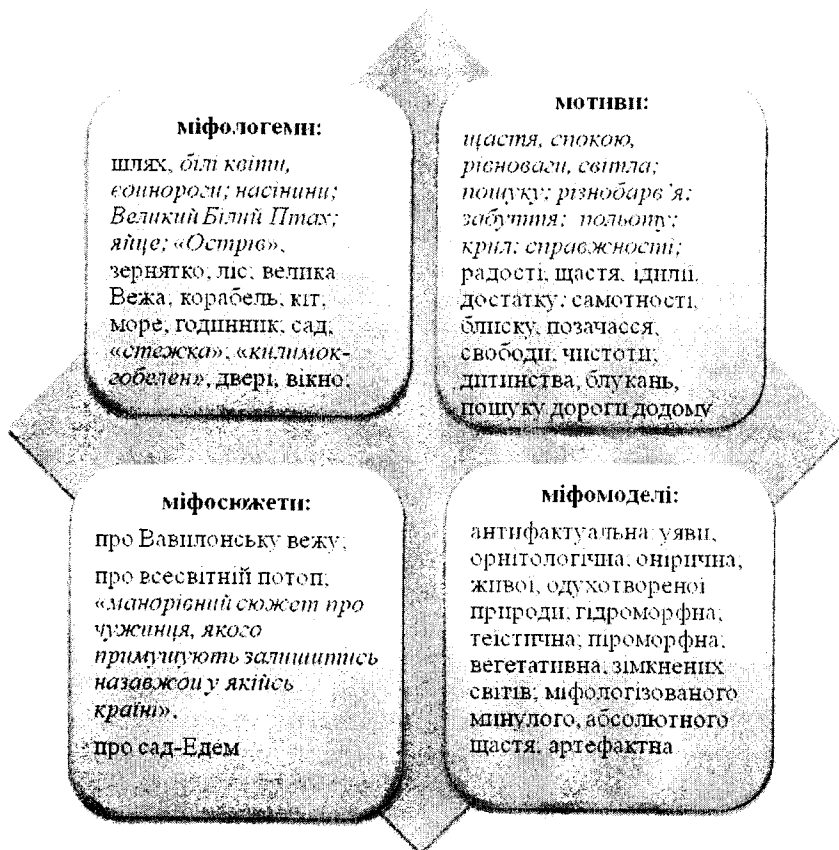 міфологеми:
шлях, білі квіти,
єдинороги; насінини;
Великий Білий Птах;
яйце; «Острів»,
зернятко; ліс; велика
Вежа, корабель, кіт,
море, годинник, сад,
«стежка», «килимок-
гобелен», двері, вікно;
мотиви:
щастя, спокою,
рівноваги, світла;
пошуку; різнобарв`я;
забуття; польоту;
крил; справжності;
радості, щастя, ідилії,
достатку; самотності,
блиску, позачасся,
свободи, чистоти;
дитинства, блукань,
пошуку дороги додому
міфосюжети:
про Вавилонську вежу;
про всесвітній потоп;
«мандрівний сюжет про
чужинця, якого
примушують залишитись
назавжди у якійсь
країні»,
про сад-Едем
міфомоделі:
антифактуальна уяви,
орнітологічна; онірична;
живої, одухотвореної
природи; гідроморфна;
теїстична; піроморфна;
вегетативна; зімкнених
світів; міфологізованого
минулого, абсолютного
щастя; артефактна